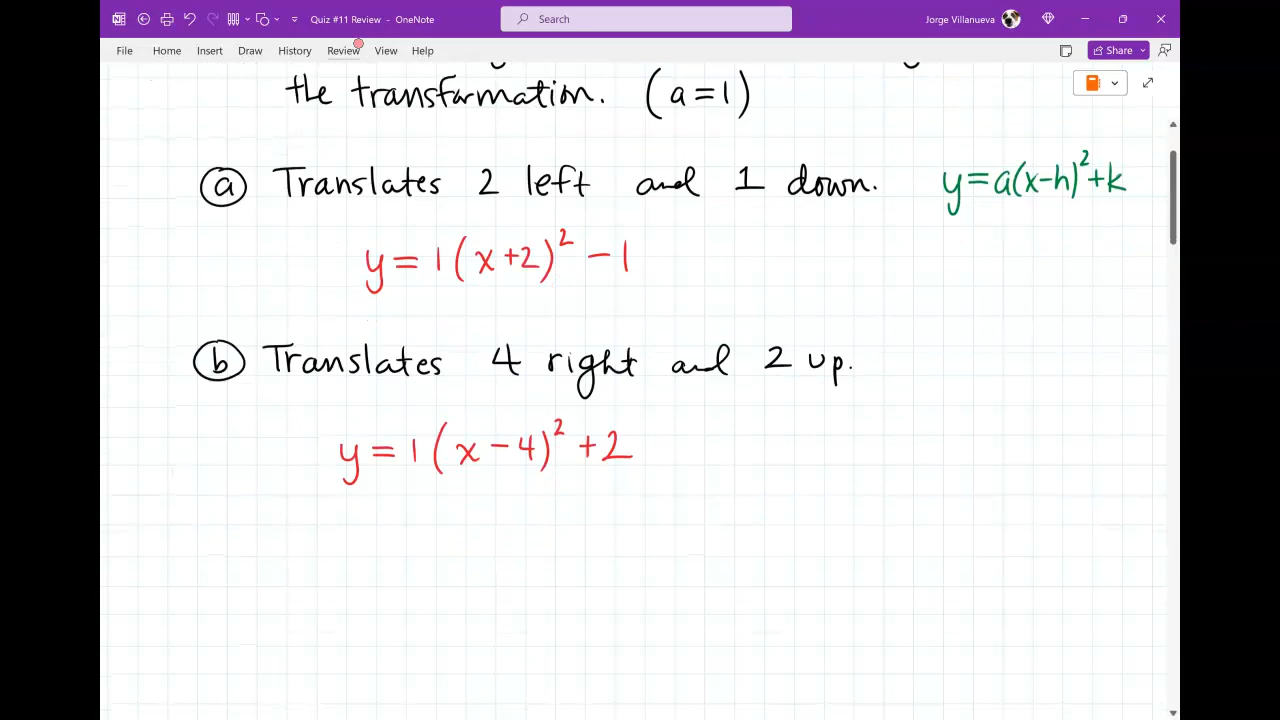 Quiz #11 Review - OneNote
Search
Jorge Villanueva
File Home Insert Draw History Review View Help
Share
the transformation. (a=1)
a Translates 2 left and 1 down. y=a(x-h)²+k
y=1(x+2)²-1
b Translates 4 right and 2 up.
y=1(x-4)²+2